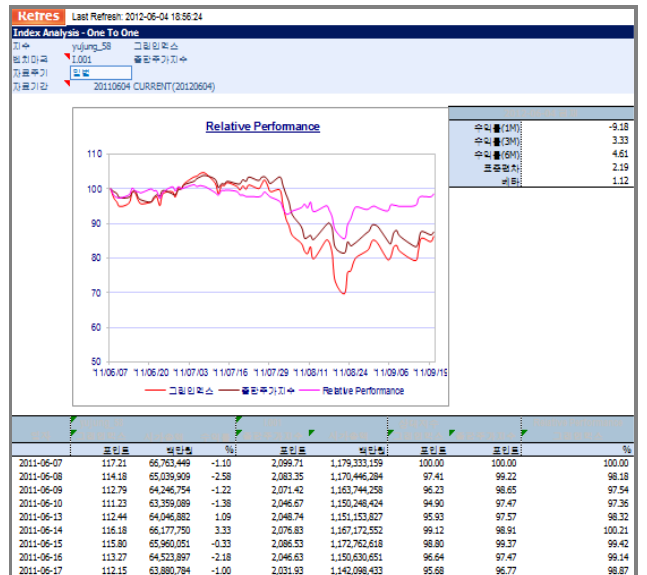 Refres Last Refresh: 2012-06-04 18:56:24
Index Analysis - One To One
지수 yujung_58 그림인덱스
벤치마크 I.001 종합주가지수
자료주기 일별
자료기간 20110604 CURRENT(20120604)
Relative Performance
수익률(1M) -9.18
수익률(3M) 3.33
수익률(6M) 4.61
표준편차 2.19
베타 1.12
110
100
90
80
70
60
50
'11/06/07 '11/06/20 '11/07/03 '11/07/16 '11/07/29 '11/08/11 '11/08/24 '11/09/06 '11/09/19
그림인덱스 종합주가지수 Relative Performance
포인트 백만원 % 포인트 백만원 포인트 포인트 %
2011-06-07 117.21 66,763,449 -1.10 2,099.71 1,179,333,159 100.00 100.00 100.00
2011-06-08 114.18 65,039,909 -2.58 2,083.35 1,170,446,284 97.41 99.22 98.18
2011-06-09 112.79 64,246,754 -1.22 2,071.42 1,163,744,258 96.23 98.65 97.54
2011-06-10 111.23 63,359,089 -1.38 2,046.67 1,150,248,424 94.90 97.47 97.36
2011-06-13 112.44 64,046,882 1.09 2,048.74 1,151,153,827 95.93 97.57 98.32
2011-06-14 116.18 66,177,750 3.33 2,076.83 1,167,172,552 99.12 98.91 100.21
2011-06-15 115.80 65,960,051 -0.33 2,086.53 1,172,762,618 98.80 99.37 99.42
2011-06-16 113.27 64,523,897 -2.18 2,046.63 1,150,630,651 96.64 97.47 99.14
2011-06-17 112.15 63,880,784 -1.00 2,031.93 1,142,098,433 95.68 96.77 98.87